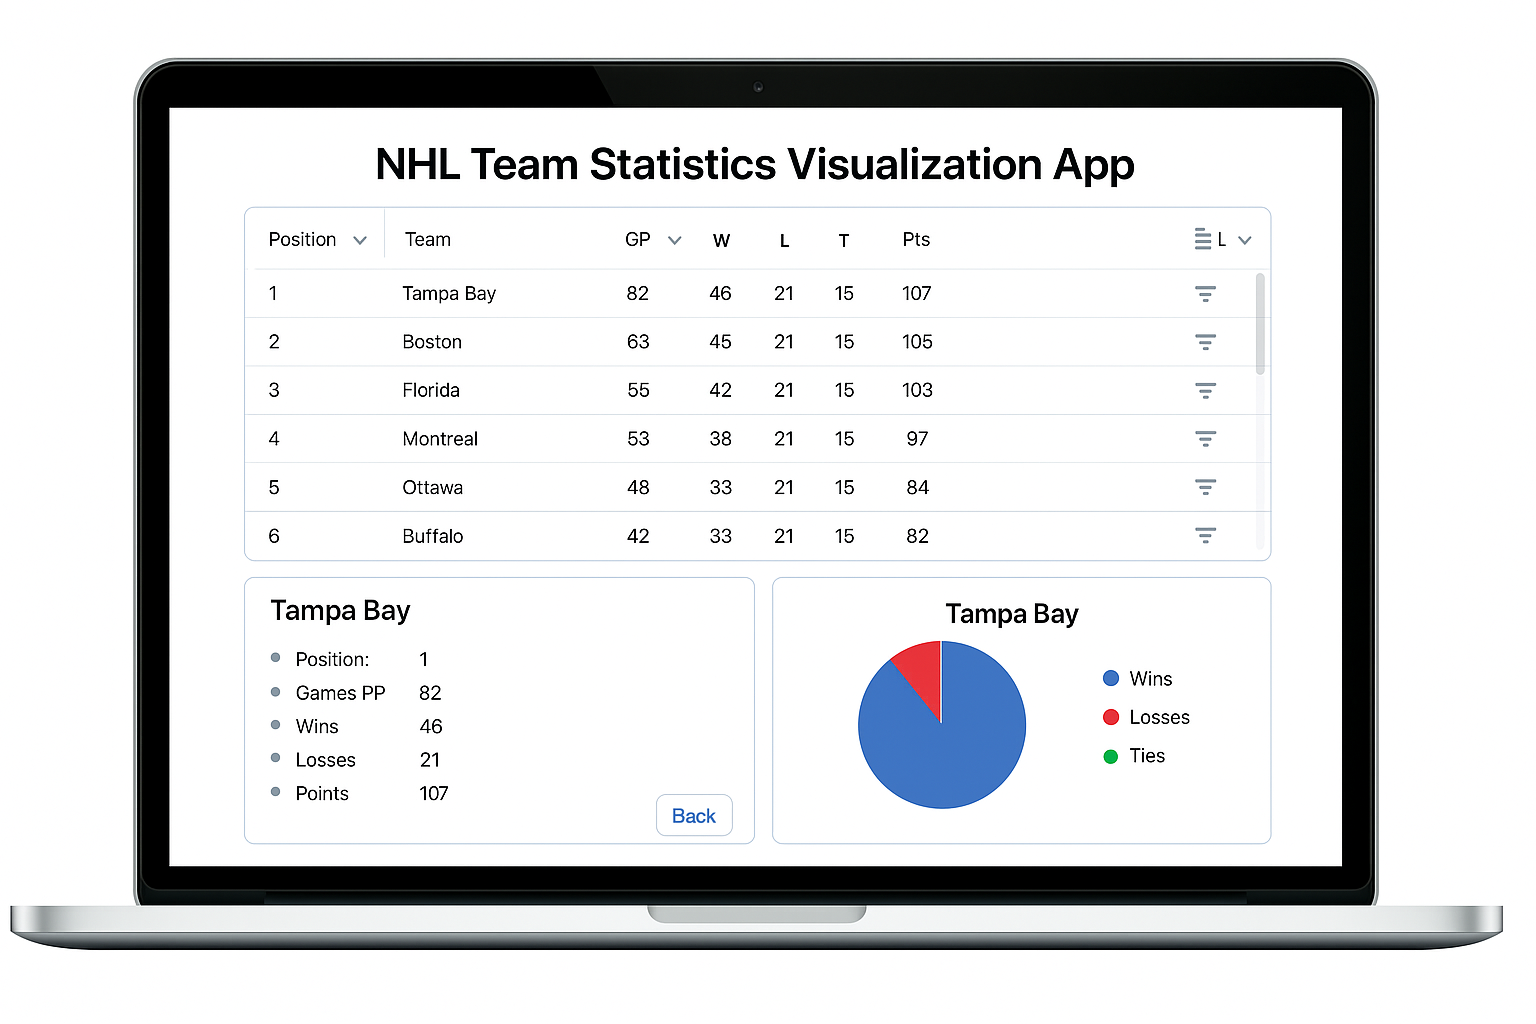 NHL Team Statistics Visualization App
Position Team GP W L T Pts L
1 Tampa Bay 82 46 21 15 107
2 Boston 63 45 21 15 105
3 Florida 55 42 21 15 103
4 Montreal 53 38 21 15 97
5 Ottawa 48 33 21 15 84
6 Buffalo 42 33 21 15 82
Tampa Bay
Position: 1
Games PP 82
Wins 46
Losses 21
Points 107
Back
Tampa Bay
Wins
Losses
Ties